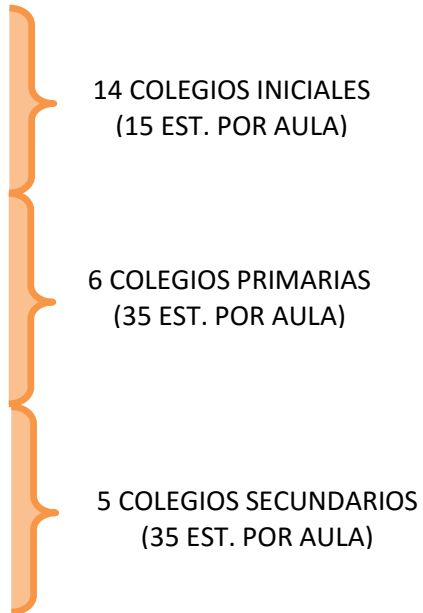 14 COLEGIOS INICIALES
(15 EST. POR AULA)
6 COLEGIOS PRIMARIAS
(35 EST. POR AULA)
5 COLEGIOS SECUNDARIOS
(35 EST. POR AULA)